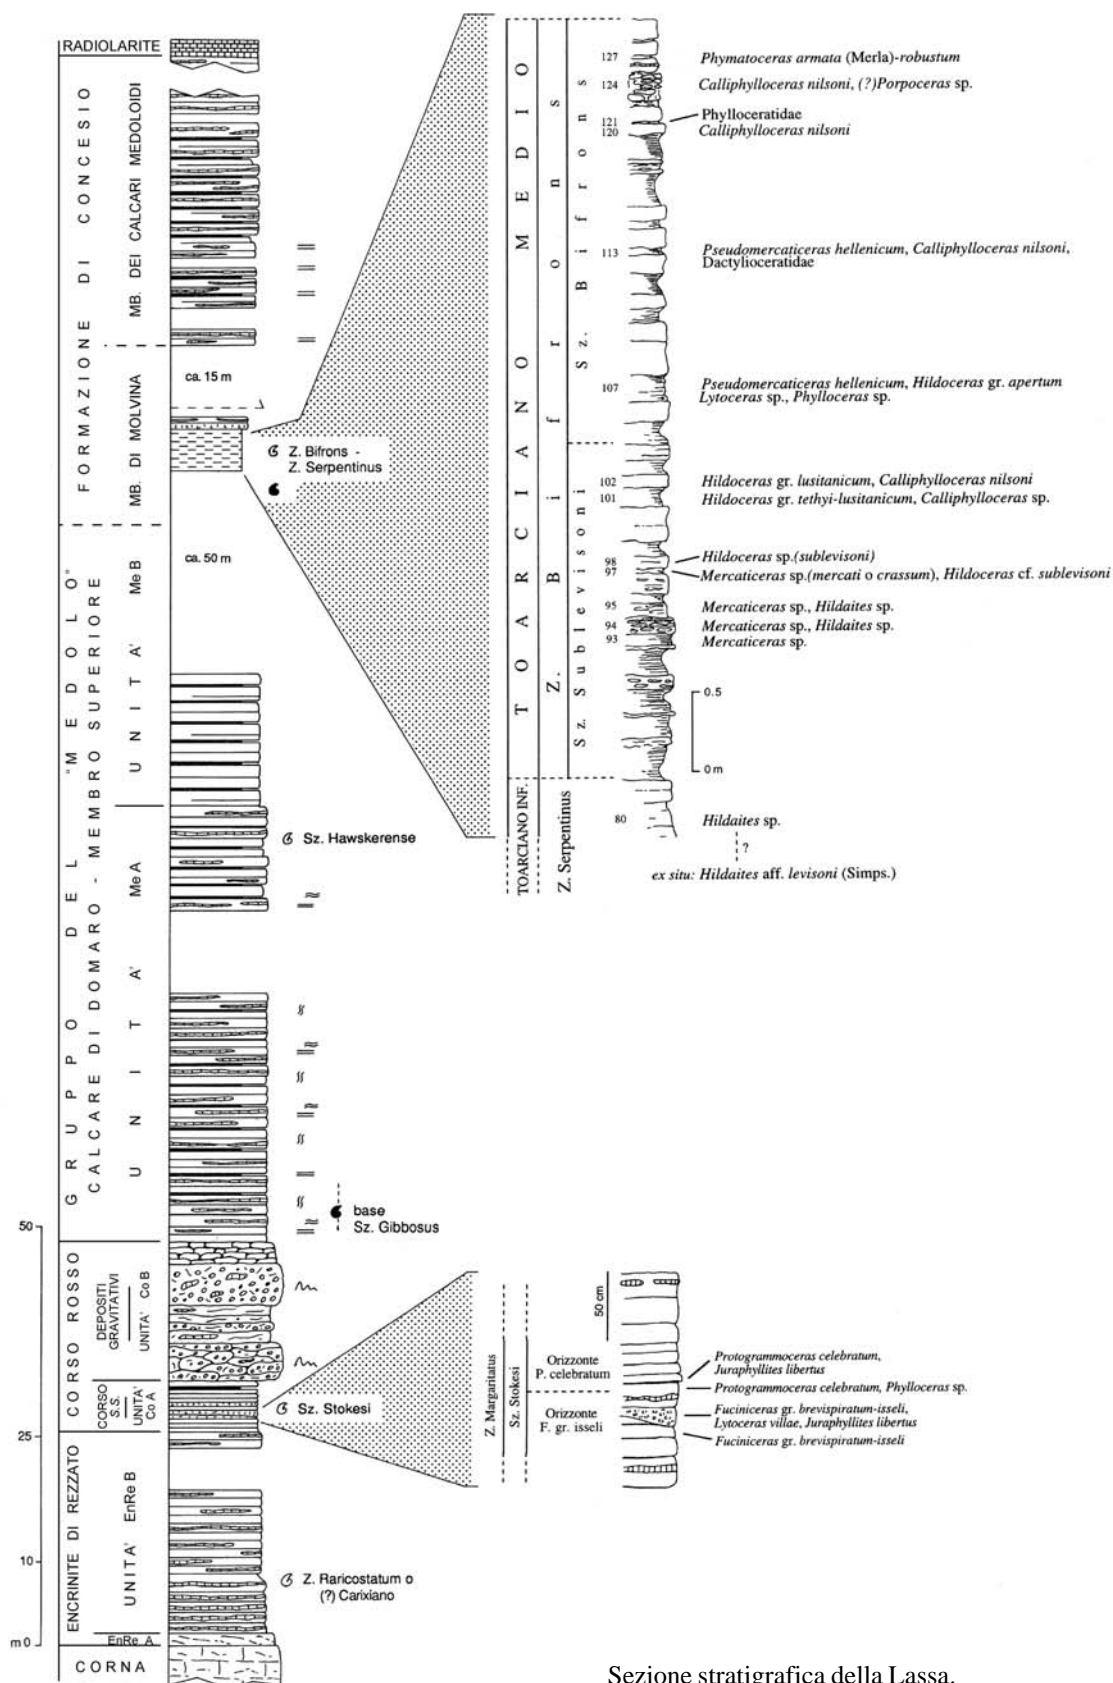 RADIOLARITE
FORMAZIONE DI CONCESIO
MB. DEI CALCARI MEDOLOIDI
MB. DI MOLVINA
ca. 15 m
Z. Bifrons -
Z. Serpentinus
GRUPPO DEL "MEDOLO"
CALCARE DI DOMARO - MEMBRO SUPERIORE
UNITA' MeB
ca. 50 m
UNITA' MeA
Sz. Hawskerense
base
Sz. Gibbosus
50
CORSO ROSSO
DEPOSITI
GRAVITATIVI
UNITA' CoB
CORSO
S.S.
UNITA'
CoA
Sz. Stokesi
25
ENCRINITE DI REZZATO
UNITA' EnRe B
10
Z. Raricostatum o
(?) Carixiano
EnRe A
m 0
CORNA
TOARCIANO MEDIO
Z. Bifrons
Sz. Bifrons
Sz. Sublevisoni
TOARCIANO INF.
Z. Serpentinus
127 Phymatoceras armata (Merla)-robustum
124 Calliphylloceras nilsoni, (?)Porpoceras sp.
121 Phylloceratidae
120 Calliphylloceras nilsoni
113 Pseudomercaticeras hellenicum, Calliphylloceras nilsoni,
Dactylioceratidae
107 Pseudomercaticeras hellenicum, Hildoceras gr. apertum
Lytoceras sp., Phylloceras sp.
102 Hildoceras gr. lusitanicum, Calliphylloceras nilsoni
101 Hildoceras gr. tethyi-lusitanicum, Calliphylloceras sp.
98 Hildoceras sp.(sublevisoni)
97 Mercaticeras sp.(mercati o crassum), Hildoceras cf. sublevisoni
95 Mercaticeras sp., Hildaites sp.
94 Mercaticeras sp., Hildaites sp.
93 Mercaticeras sp.
0.5
0 m
80 Hildaites sp.
?
ex situ: Hildaites aff. levisoni (Simps.)
Z. Margaritatus
Sz. Stokesi
50 cm
Orizzonte
P. celebratum
Orizzonte
F. gr. isseli
Protogrammoceras celebratum,
Juraphyllites libertus
Protogrammoceras celebratum, Phylloceras sp.
Fuciniceras gr. brevispiratum-isseli,
Lytoceras villae, Juraphyllites libertus
Fuciniceras gr. brevispiratum-isseli
Sezione stratigrafica della Lassa.